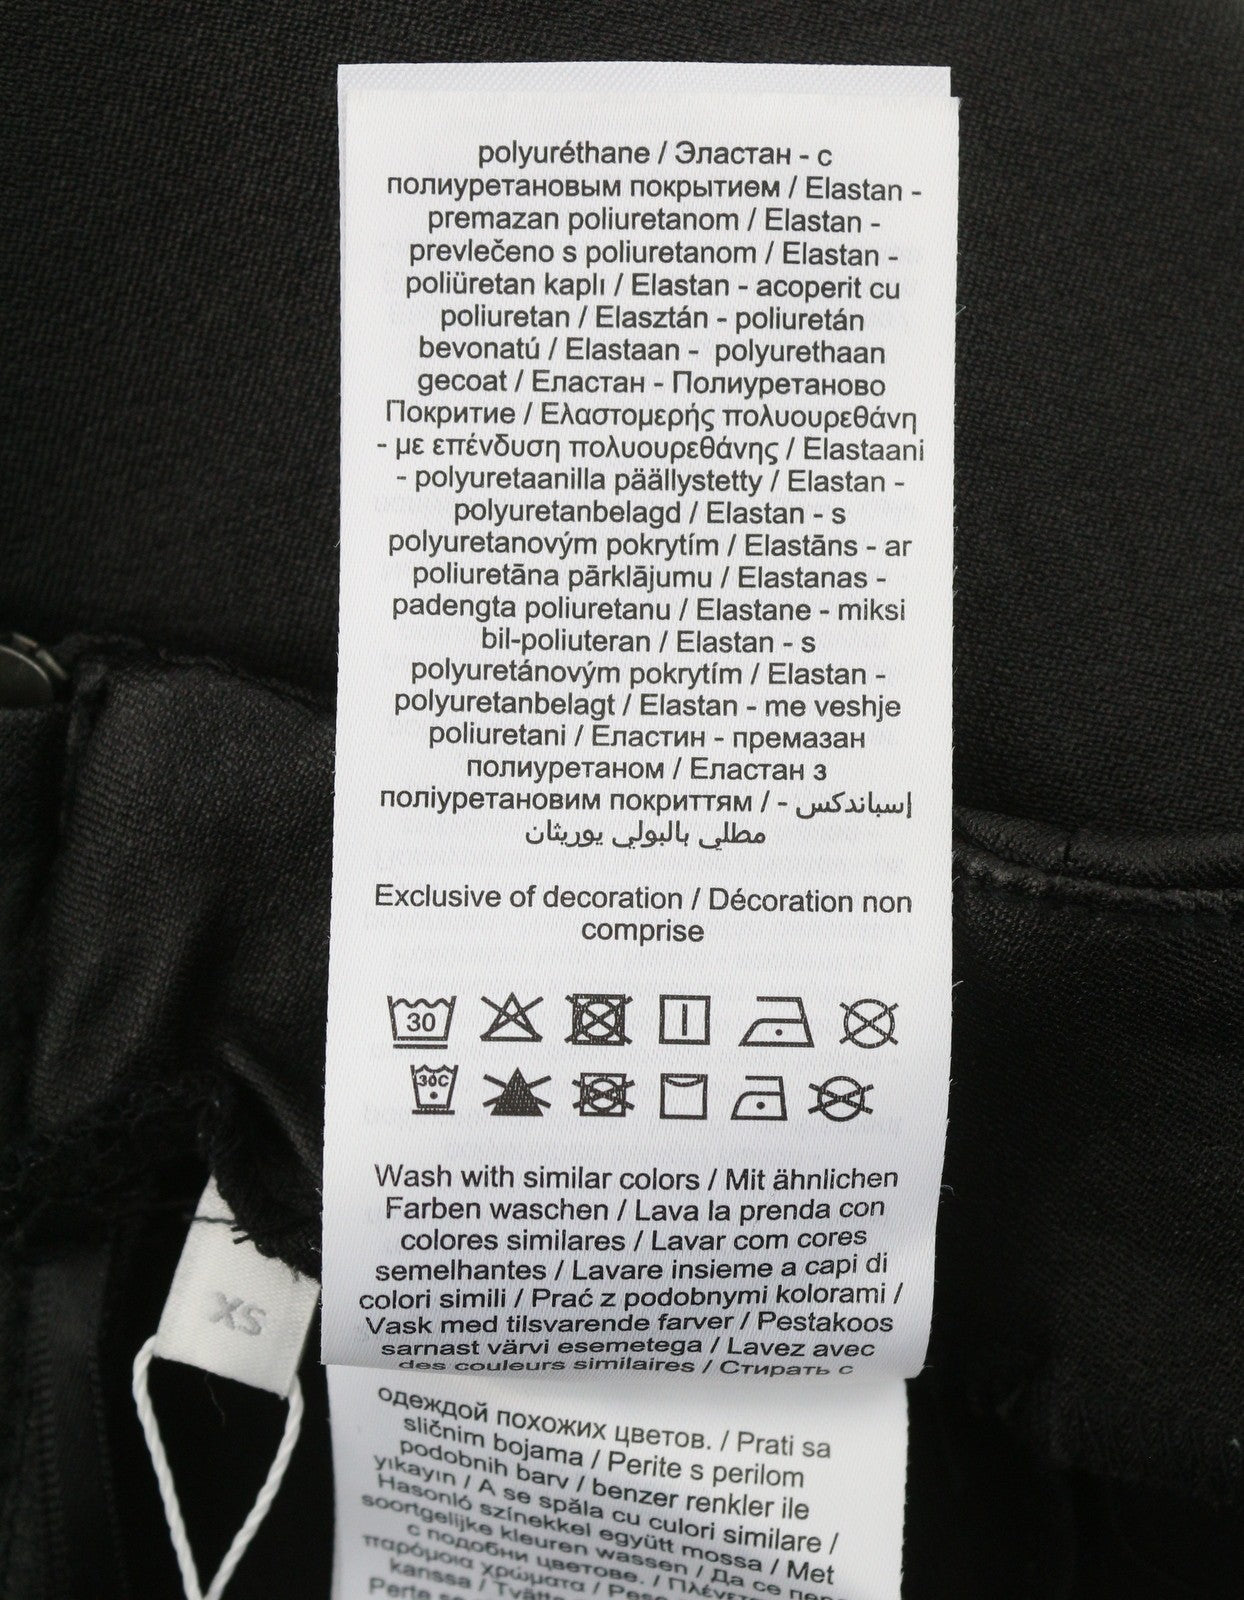 polyuréthane / Эластан - с
полиуретановым покрытием / Elastan -
premazan poliuretanom / Elastan -
prevlečeno s poliuretanom / Elastan -
poliüretan kaplı / Elastan - acoperit cu
poliuretan / Elasztán - poliuretán
bevonatú / Elastaan - polyurethaan
gecoat / Еластан - Полиуретаново
Покритие / Ελαστομερής πολυουρεθάνη
- με επένδυση πολυουρεθάνης / Elastaani
- polyuretaanilla päällystetty / Elastan -
polyuretanbelagd / Elastan - s
polyuretanovým pokrytím / Elastāns - ar
poliuretāna pārklājumu / Elastanas -
padengta poliuretanu / Elastane - miksi
bil-poliuteran / Elastan - s
polyuretánovým pokrytím / Elastan -
polyuretanbelagt / Elastan - me veshje
poliuretani / Еластин - премазан
полиуретаном / Еластан з
поліуретановим покриттям / - إسباندكس
مطلي بالبولي يوريثان
Exclusive of decoration / Décoration non
comprise
30
30C
Wash with similar colors / Mit ähnlichen
Farben waschen / Lava la prenda con
colores similares / Lavar com cores
semelhantes / Lavare insieme a capi di
colori simili / Prać z podobnymi kolorami /
Vask med tilsvarende farver / Pestakoos
sarnast värvi esemetega / Lavez avec
des couleurs similaires / Стирать с
одеждой похожих цветов. / Prati sa
sličnim bojama / Perite s perilom
podobnih barv / benzer renkler ile
yıkayın / A se spăla cu culori similare /
Hasonló színekkel együtt mossa / Met
soortgelijke kleuren wassen / Да се пере
с подобни цветове. / Πλένετε
παρόμοια χρώματα / Pese
kanssa / Tvätta
Perte se
XS